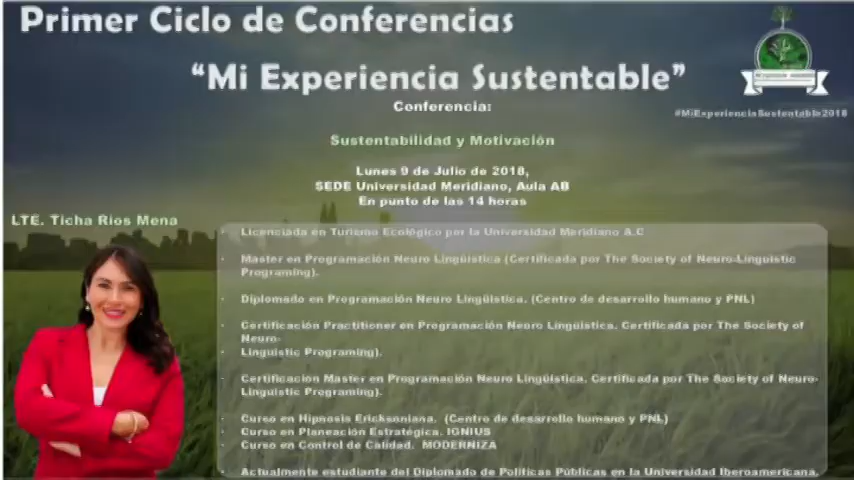 Primer Ciclo de Conferencias
“Mi Experiencia Sustentable”
Conferencia:
#MiExperienciaSustentable2018
Sustentabilidad y Motivación
Lunes 9 de Julio de 2018,
SEDE Universidad Meridiano, Aula AB
En punto de las 14 horas
LTE. Ticha Rios Mena
Licenciada en Turismo Ecológico por la Universidad Meridiano A.C
Master en Programación Neuro Lingüística (Certificada por The Society of Neuro-Linguistic
Programing).
Diplomado en Programación Neuro Lingüística. (Centro de desarrollo humano y PNL)
Certificación Practitioner en Programación Neuro Lingüística. Certificada por The Society of
Neuro-
Linguistic Programing).
Certificación Master en Programación Neuro Lingüística. Certificada por The Society of Neuro-
Linguistic Programing).
Curso en Hipnosis Ericksoniana. (Centro de desarrollo humano y PNL)
Curso en Planeación Estratégica. IGNIUS
Curso en Control de Calidad. MODERNIZA
Actualmente estudiante del Diplomado de Políticas Públicas en la Universidad Iberoamericana.